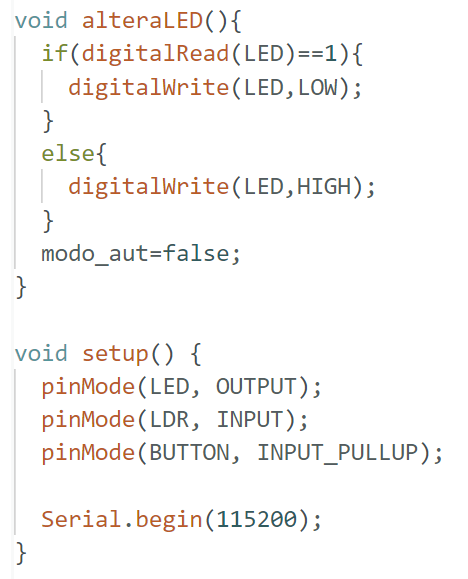 void alteraLED(){
  if(digitalRead(LED)==1){
    digitalWrite(LED,LOW);
  }
  else{
    digitalWrite(LED,HIGH);
  }
  modo_aut=false;
}

void setup() {
  pinMode(LED, OUTPUT);
  pinMode(LDR, INPUT);
  pinMode(BUTTON, INPUT_PULLUP);

  Serial.begin(115200);
}